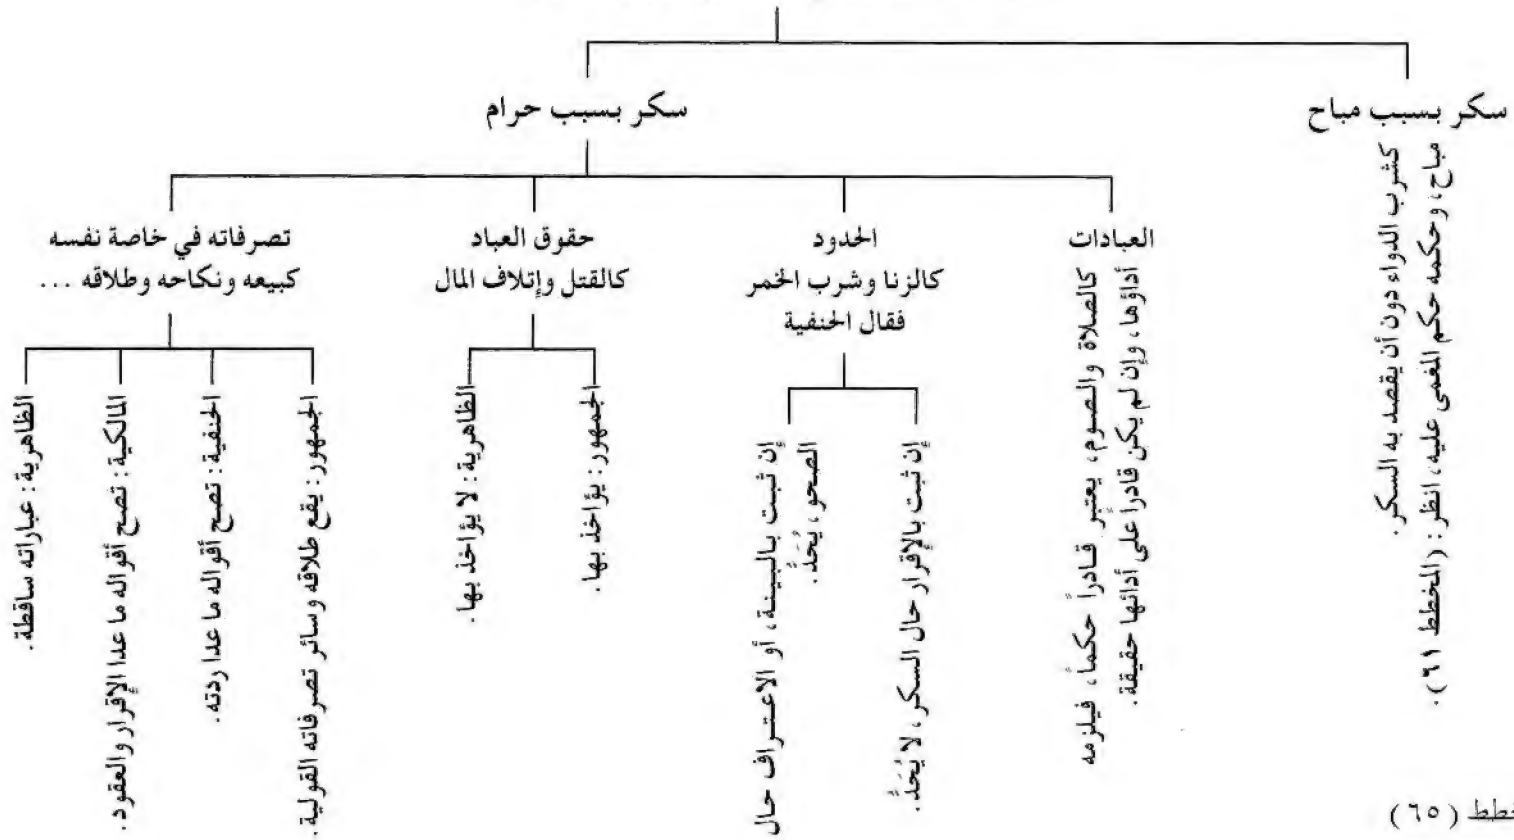 سكر بسبب مباح
كشرب الدواء دون أن يقصد به السكر.
مباح، وحكمه حكم المغمى عليه، انظر: (المخطط ٦١).
سكر بسبب حرام
العبادات
كالصلاة والصوم، يعتبر قادراً حكماً، فيلزمه
أداؤها، وإن لم يكن قادراً على أدائها حقيقة.
الحدود
كالزنا وشرب الخمر
فقال الحنفية
إن ثبت بالإقرار حال السكر، لا يُحَدُّ.
إن ثبت بالبينة، أو الاعتراف حال
الصحو، يُحَدُّ.
حقوق العباد
كالقتل وإتلاف المال
الجمهور: يؤاخذ بها.
الظاهرية: لا يؤاخذ بها.
تصرفاته في خاصة نفسه
كبيعه ونكاحه وطلاقه ...
الجمهور: يقع طلاقه وسائر تصرفاته القولية.
الحنفية: تصح أقواله ما عدا ردته.
المالكية: تصح أقواله ما عدا الإقرار والعقود.
الظاهرية: عباراته ساقطة.
(٦٥)